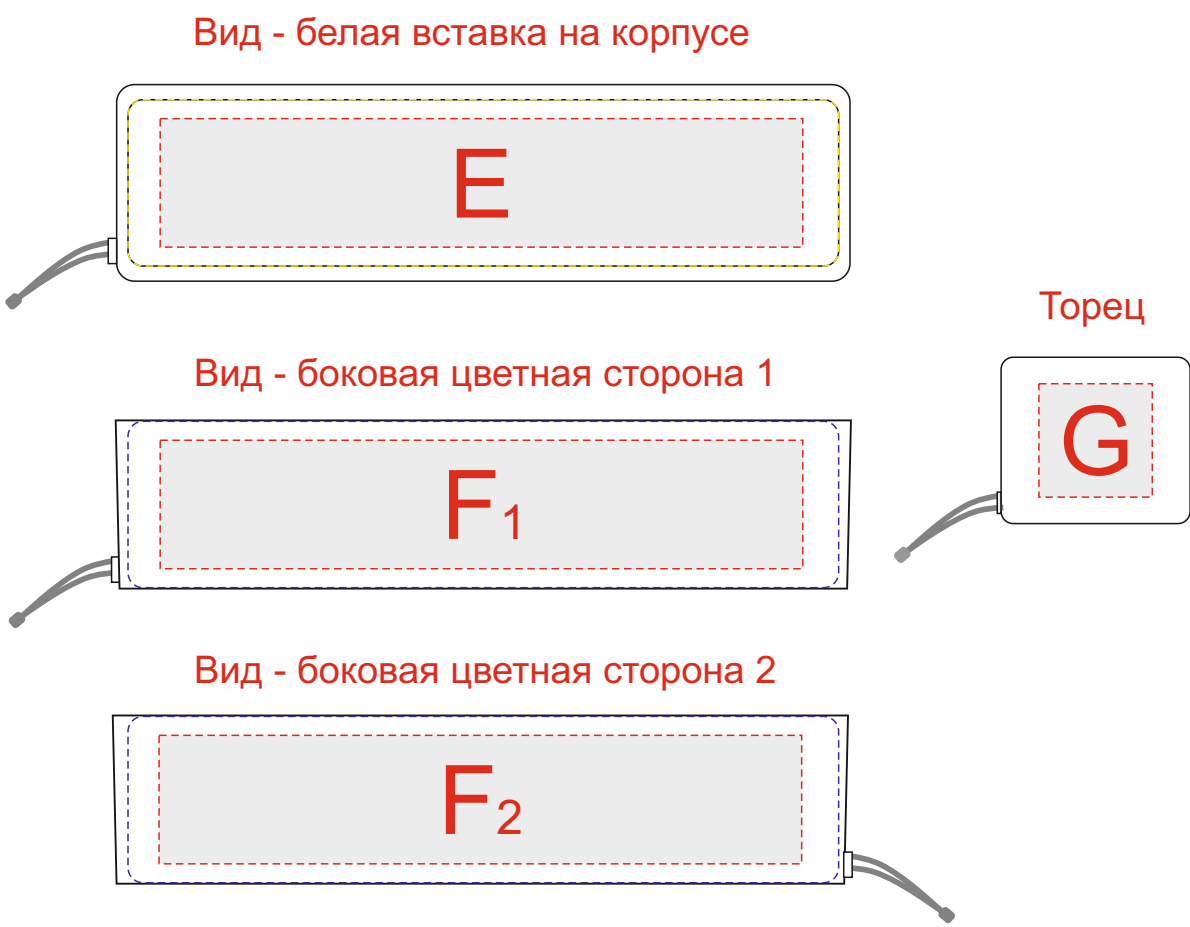 Вид - белая вставка на корпусе
E
Торец
Вид - боковая цветная сторона 1
G
F1
Вид - боковая цветная сторона 2
F2